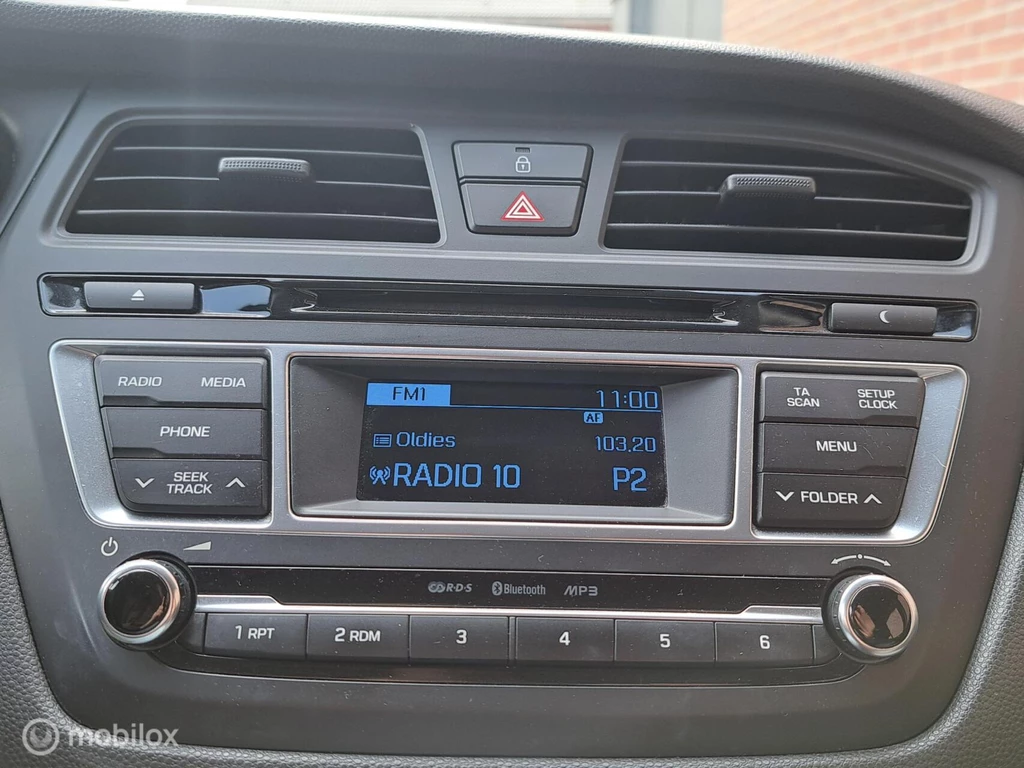 FM1 11:00
AF
Oldies 103.20
RADIO 10 P2
RADIO MEDIA
PHONE
SEEK
TRACK
TA
SCAN
SETUP
CLOCK
MENU
FOLDER
R·D·S Bluetooth MP3
1 RPT 2 RDM 3 4 5 6
mobilox